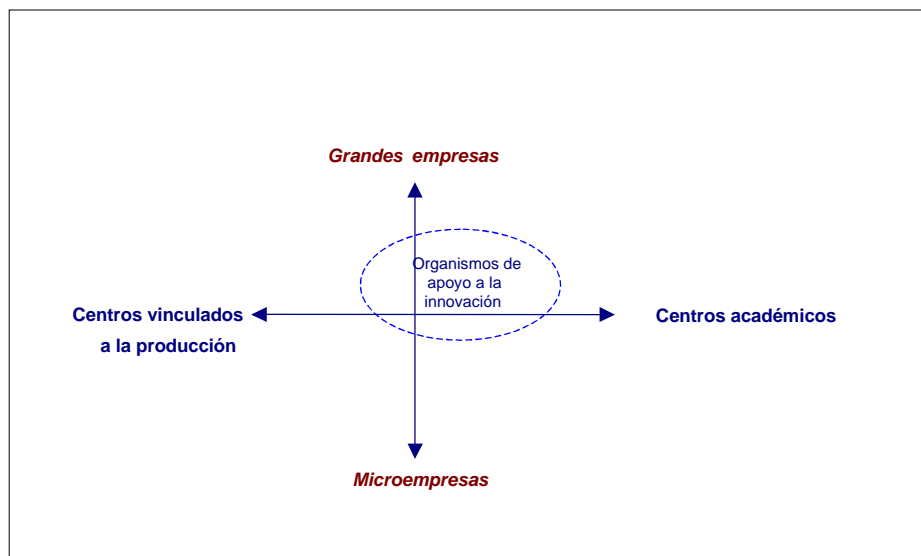 Grandes empresas
Organismos de
apoyo a la
innovación
Centros vinculados
a la producción
Centros académicos
Microempresas